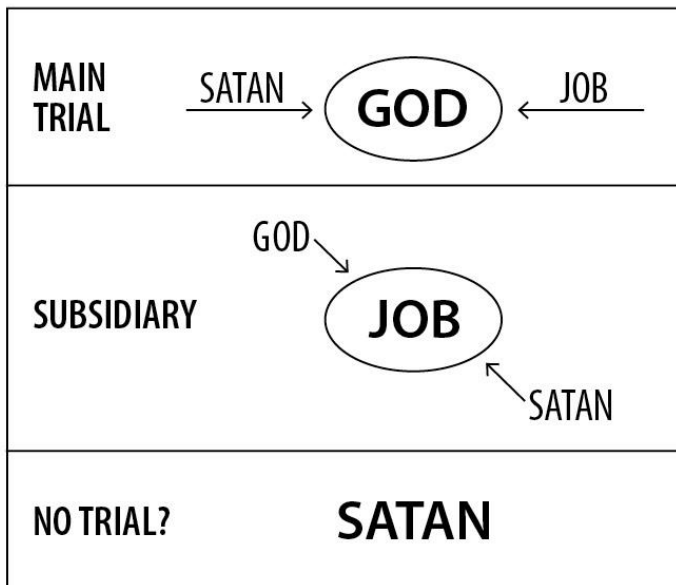 MAIN
TRIAL
SATAN
GOD
JOB
GOD
SUBSIDIARY
JOB
SATAN
NO TRIAL?
SATAN